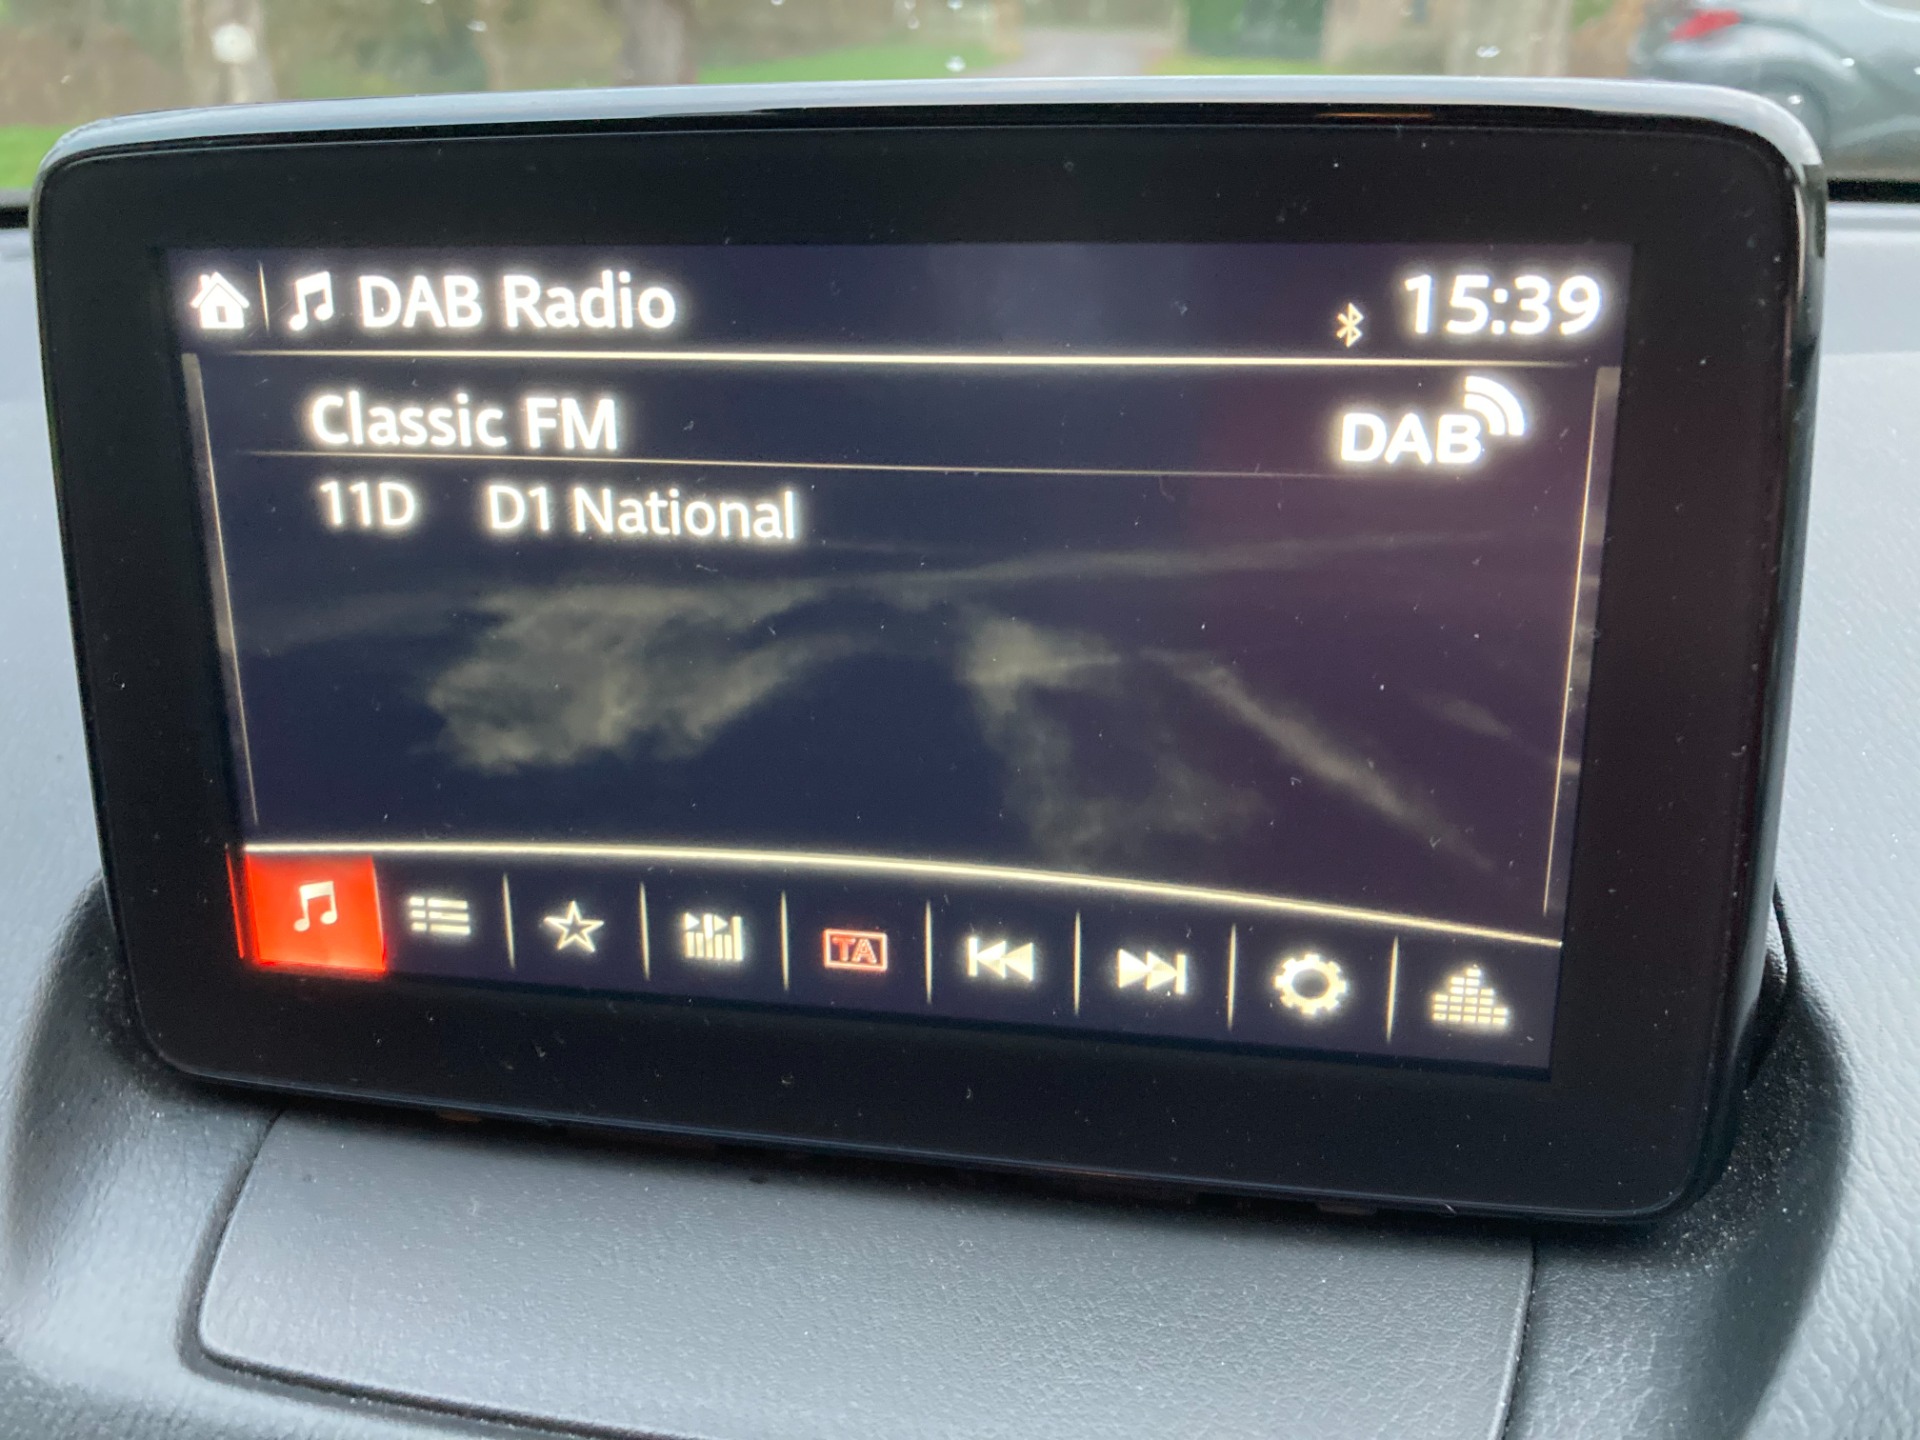 DAB Radio 15:39
Classic FM DAB
11D D1 National
TA